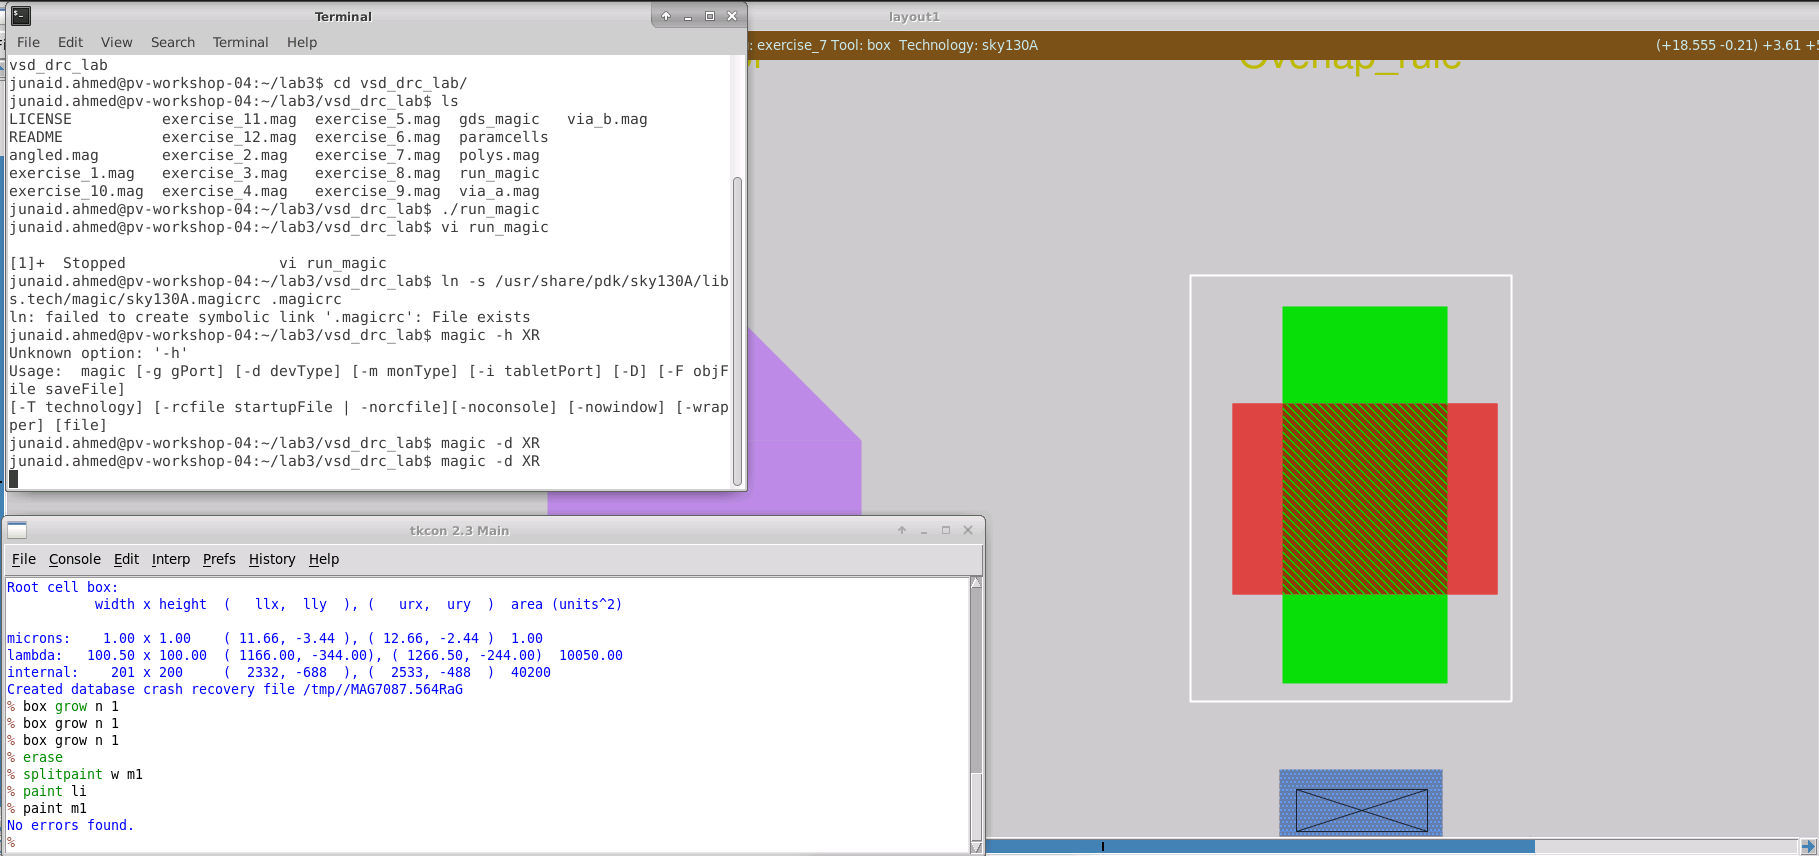 Terminal
File Edit View Search Terminal Help
vsd_drc_lab
junaid.ahmed@pv-workshop-04:~/lab3$ cd vsd_drc_lab/
junaid.ahmed@pv-workshop-04:~/lab3/vsd_drc_lab$ ls
LICENSE          exercise_11.mag  exercise_5.mag  gds_magic   via_b.mag
README           exercise_12.mag  exercise_6.mag  paramcells
angled.mag       exercise_2.mag   exercise_7.mag  polys.mag
exercise_1.mag   exercise_3.mag   exercise_8.mag  run_magic
exercise_10.mag  exercise_4.mag   exercise_9.mag  via_a.mag
junaid.ahmed@pv-workshop-04:~/lab3/vsd_drc_lab$ ./run_magic
junaid.ahmed@pv-workshop-04:~/lab3/vsd_drc_lab$ vi run_magic
[1]+  Stopped                 vi run_magic
junaid.ahmed@pv-workshop-04:~/lab3/vsd_drc_lab$ ln -s /usr/share/pdk/sky130A/lib
s.tech/magic/sky130A.magicrc .magicrc
ln: failed to create symbolic link '.magicrc': File exists
junaid.ahmed@pv-workshop-04:~/lab3/vsd_drc_lab$ magic -h XR
Unknown option: '-h'
Usage:  magic [-g gPort] [-d devType] [-m monType] [-i tabletPort] [-D] [-F objF
ile saveFile]
[-T technology] [-rcfile startupFile | -norcfile][-noconsole] [-nowindow] [-wrap
per] [file]
junaid.ahmed@pv-workshop-04:~/lab3/vsd_drc_lab$ magic -d XR
junaid.ahmed@pv-workshop-04:~/lab3/vsd_drc_lab$ magic -d XR
layout1
: exercise_7 Tool: box  Technology: sky130A
(+18.555 -0.21) +3.61 +
Overlap_rule
tkcon 2.3 Main
File Console Edit Interp Prefs History Help
Root cell box:
           width x height  (   llx,  lly  ), (   urx,  ury  )  area (units^2)
microns:    1.00 x 1.00    ( 11.66, -3.44 ), ( 12.66, -2.44 )  1.00
lambda:   100.50 x 100.00  ( 1166.00, -344.00), ( 1266.50, -244.00)  10050.00
internal:    201 x 200     (  2332, -688  ), (  2533, -488  )  40200
Created database crash recovery file /tmp//MAG7087.564RaG
% box grow n 1
% box grow n 1
% box grow n 1
% erase
% splitpaint w m1
% paint li
% paint m1
No errors found.
%